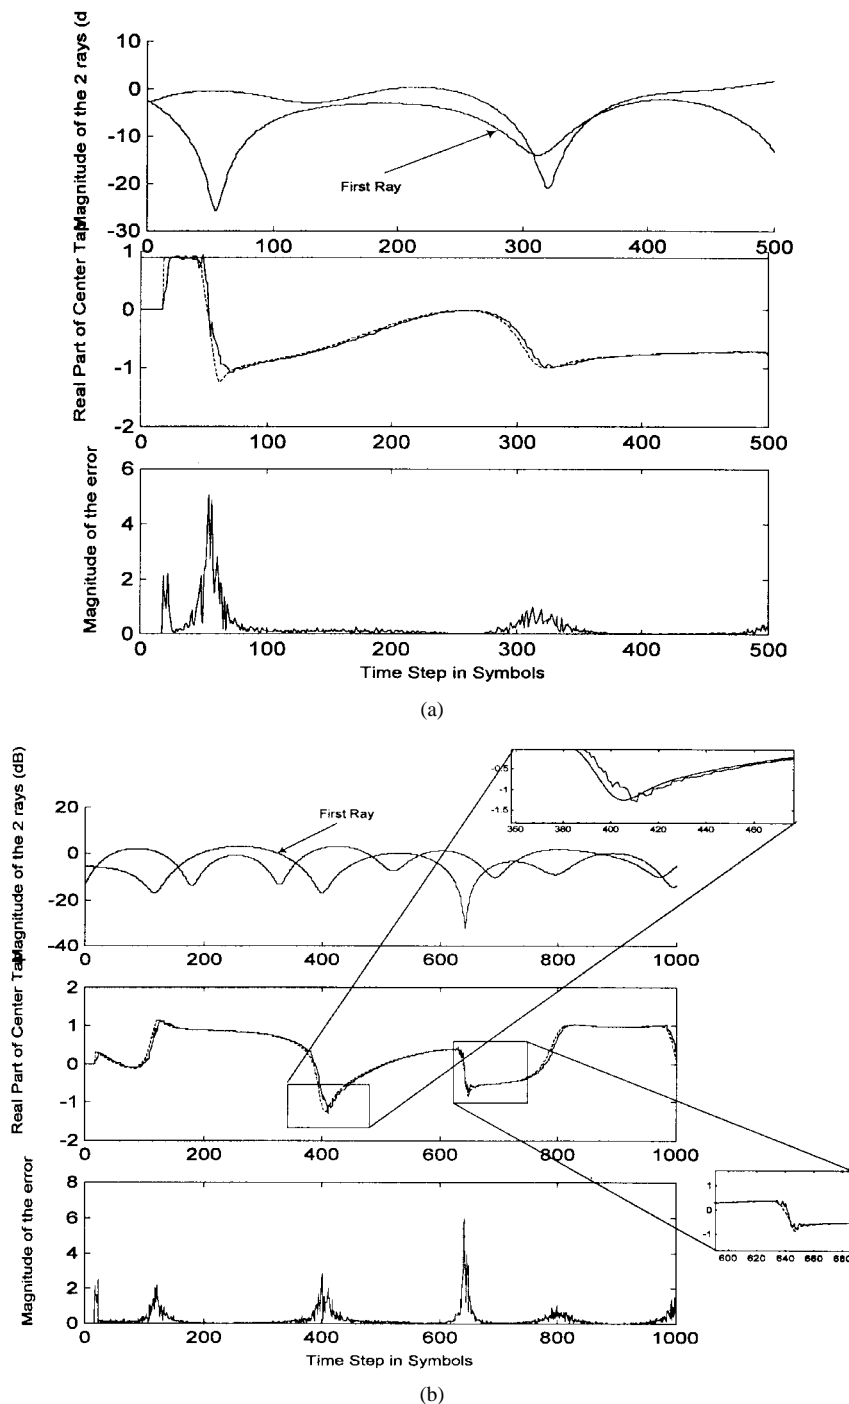 Magnitude of the 2 rays (d
10
0
-10
-20
-30
First Ray
0 100 200 300 400 500
Real Part of Center Tap
1
0
-1
-2
0 100 200 300 400 500
Magnitude of the error
6
4
2
0
0 100 200 300 400 500
Time Step in Symbols
(a)
-0.5
-1
-1.5
360 380 400 420 440 460
Magnitude of the 2 rays (dB)
20
0
-20
-40
First Ray
0 200 400 600 800 1000
Real Part of Center Tap
2
1
0
-1
-2
0 200 400 600 800 1000
1
0
-1
600 620 640 660 680
Magnitude of the error
8
6
4
2
0
0 200 400 600 800 1000
Time Step in Symbols
(b)